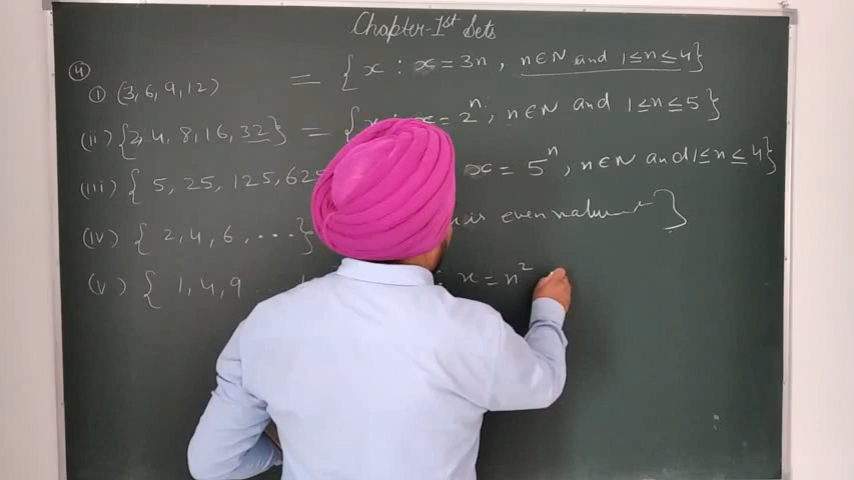 Chapter-1st Sets
④
① (3, 6, 9, 12) = { x : x = 3n , n∈N and 1≤n≤4}
(ii) {2, 4, 8, 16, 32} = { x : x = 2ⁿ, n∈N and 1≤n≤5 }
(iii) { 5, 25, 125, 625 x = 5ⁿ, n∈N and 1≤n≤4}
(iv) { 2, 4, 6, ....} is even }
(v) { 1, 4, 9 ... : x = n²